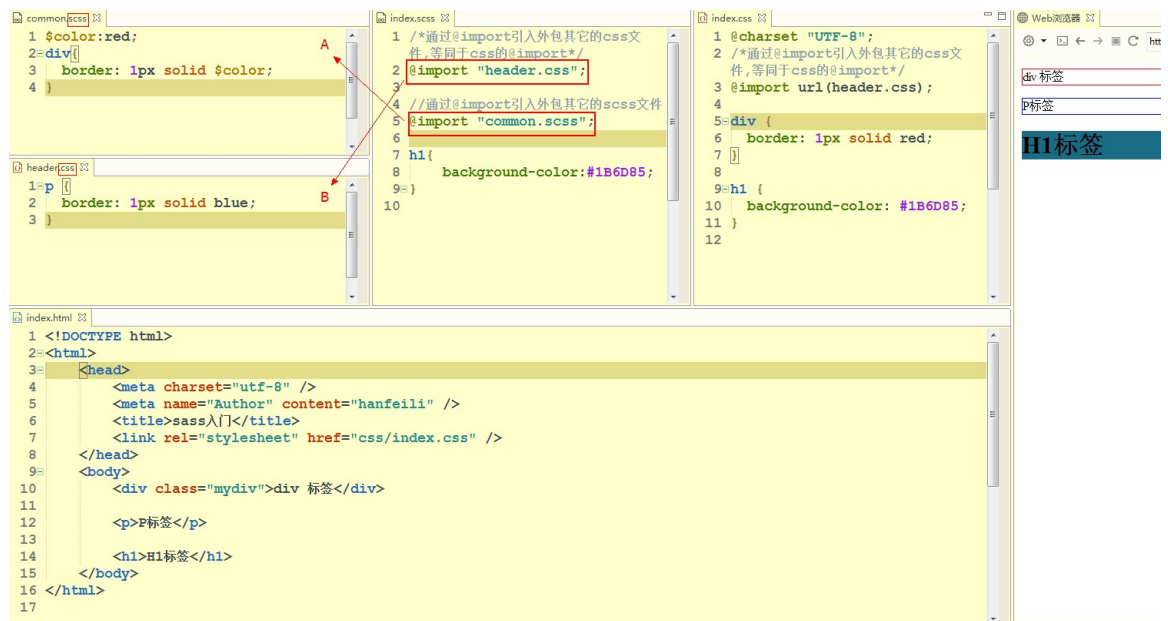 common.scss
1 $color:red;
2 div{
3   border: 1px solid $color;
4 }
A
header.css
1 p {
2   border: 1px solid blue;
3 }
B
index.scss
1 /*通过@import引入外包其它的css文
件,等同于css的@import*/
2 @import "header.css";
3
4 //通过@import引入外包其它的scss文件
5 @import "common.scss";
6
7 h1{
8     background-color:#1B6D85;
9 }
10
index.css
1 @charset "UTF-8";
2 /*通过@import引入外包其它的css文
件,等同于css的@import*/
3 @import url(header.css);
4
5 div {
6   border: 1px solid red;
7 }
8
9 h1 {
10   background-color: #1B6D85;
11 }
12
Web浏览器
htt
div 标签
P标签
H1标签
index.html
1 <!DOCTYPE html>
2 <html>
3     <head>
4         <meta charset="utf-8" />
5         <meta name="Author" content="hanfeili" />
6         <title>sass入门</title>
7         <link rel="stylesheet" href="css/index.css" />
8     </head>
9     <body>
10         <div class="mydiv">div 标签</div>
11
12         <p>P标签</p>
13
14         <h1>H1标签</h1>
15     </body>
16 </html>
17